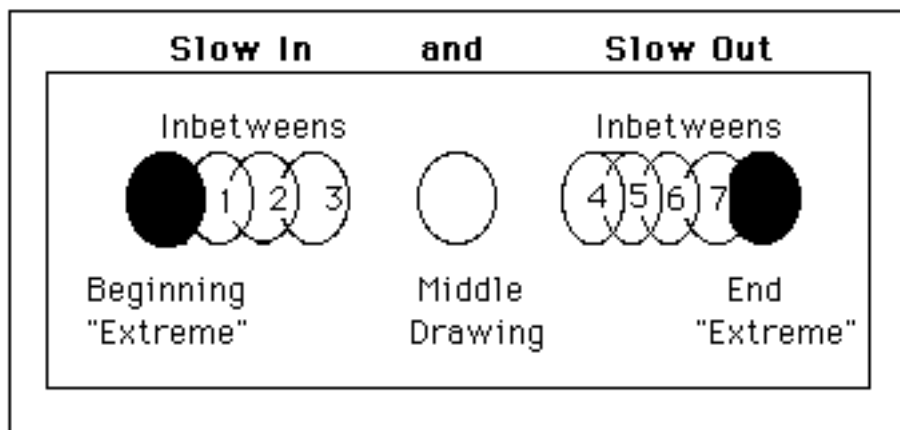 Slow In and Slow Out
Inbetweens Inbetweens
1 2 3 4 5 6 7
Beginning Middle End
"Extreme" Drawing "Extreme"